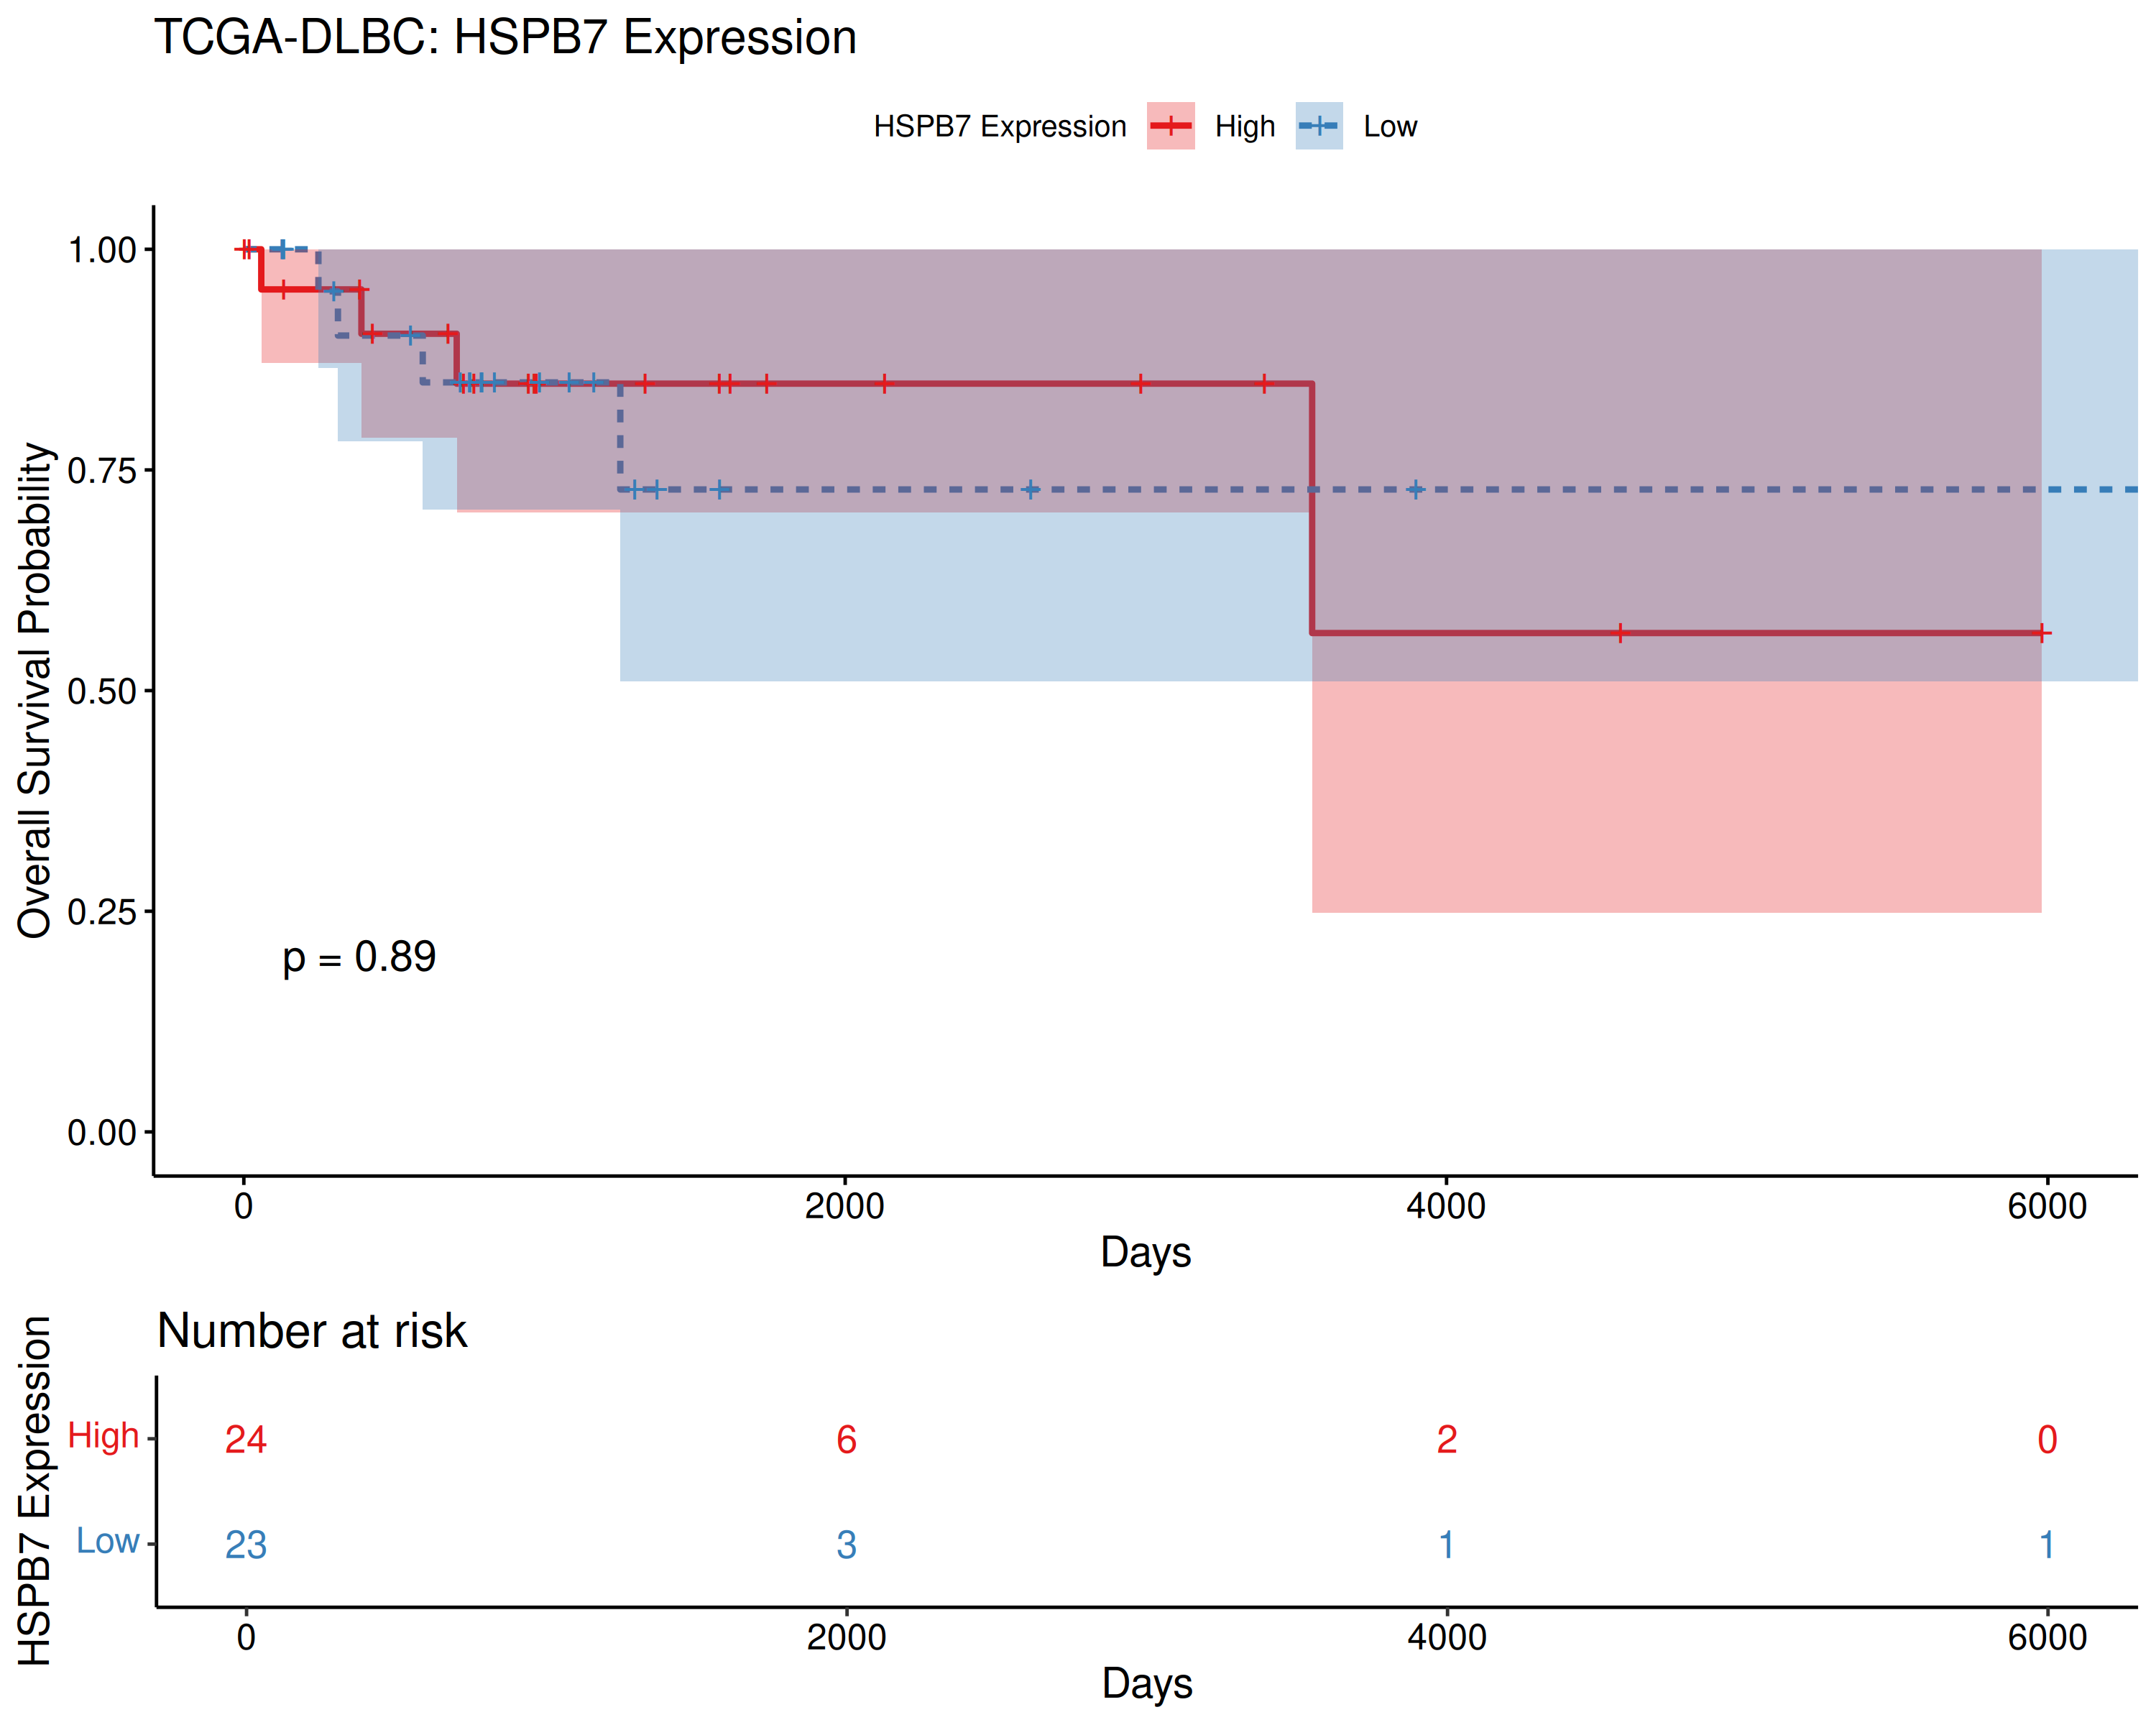 TCGA-DLBC: HSPB7 Expression
HSPB7 Expression High Low
Overall Survival Probability
1.00
0.75
0.50
0.25
0.00
p = 0.89
0 2000 4000 6000
Days
Number at risk
HSPB7 Expression
High 24 6 2 0
Low 23 3 1 1
0 2000 4000 6000
Days